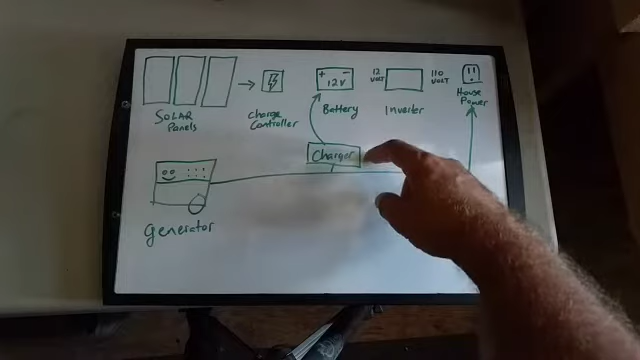 + -
12V
12
VOLT
110
VOLT
SOLAR
Panels
Charge
Controller
Battery
Inverter
House
Power
Charger
generator